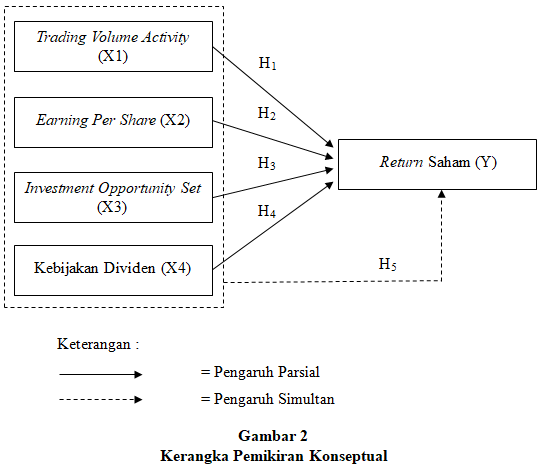 Trading Volume Activity
(X1)
H1
Earning Per Share (X2)
H2
Return Saham (Y)
H3
Investment Opportunity Set
(X3)
H4
Kebijakan Dividen (X4)
H5
Keterangan :
= Pengaruh Parsial
= Pengaruh Simultan
Gambar 2
Kerangka Pemikiran Konseptual